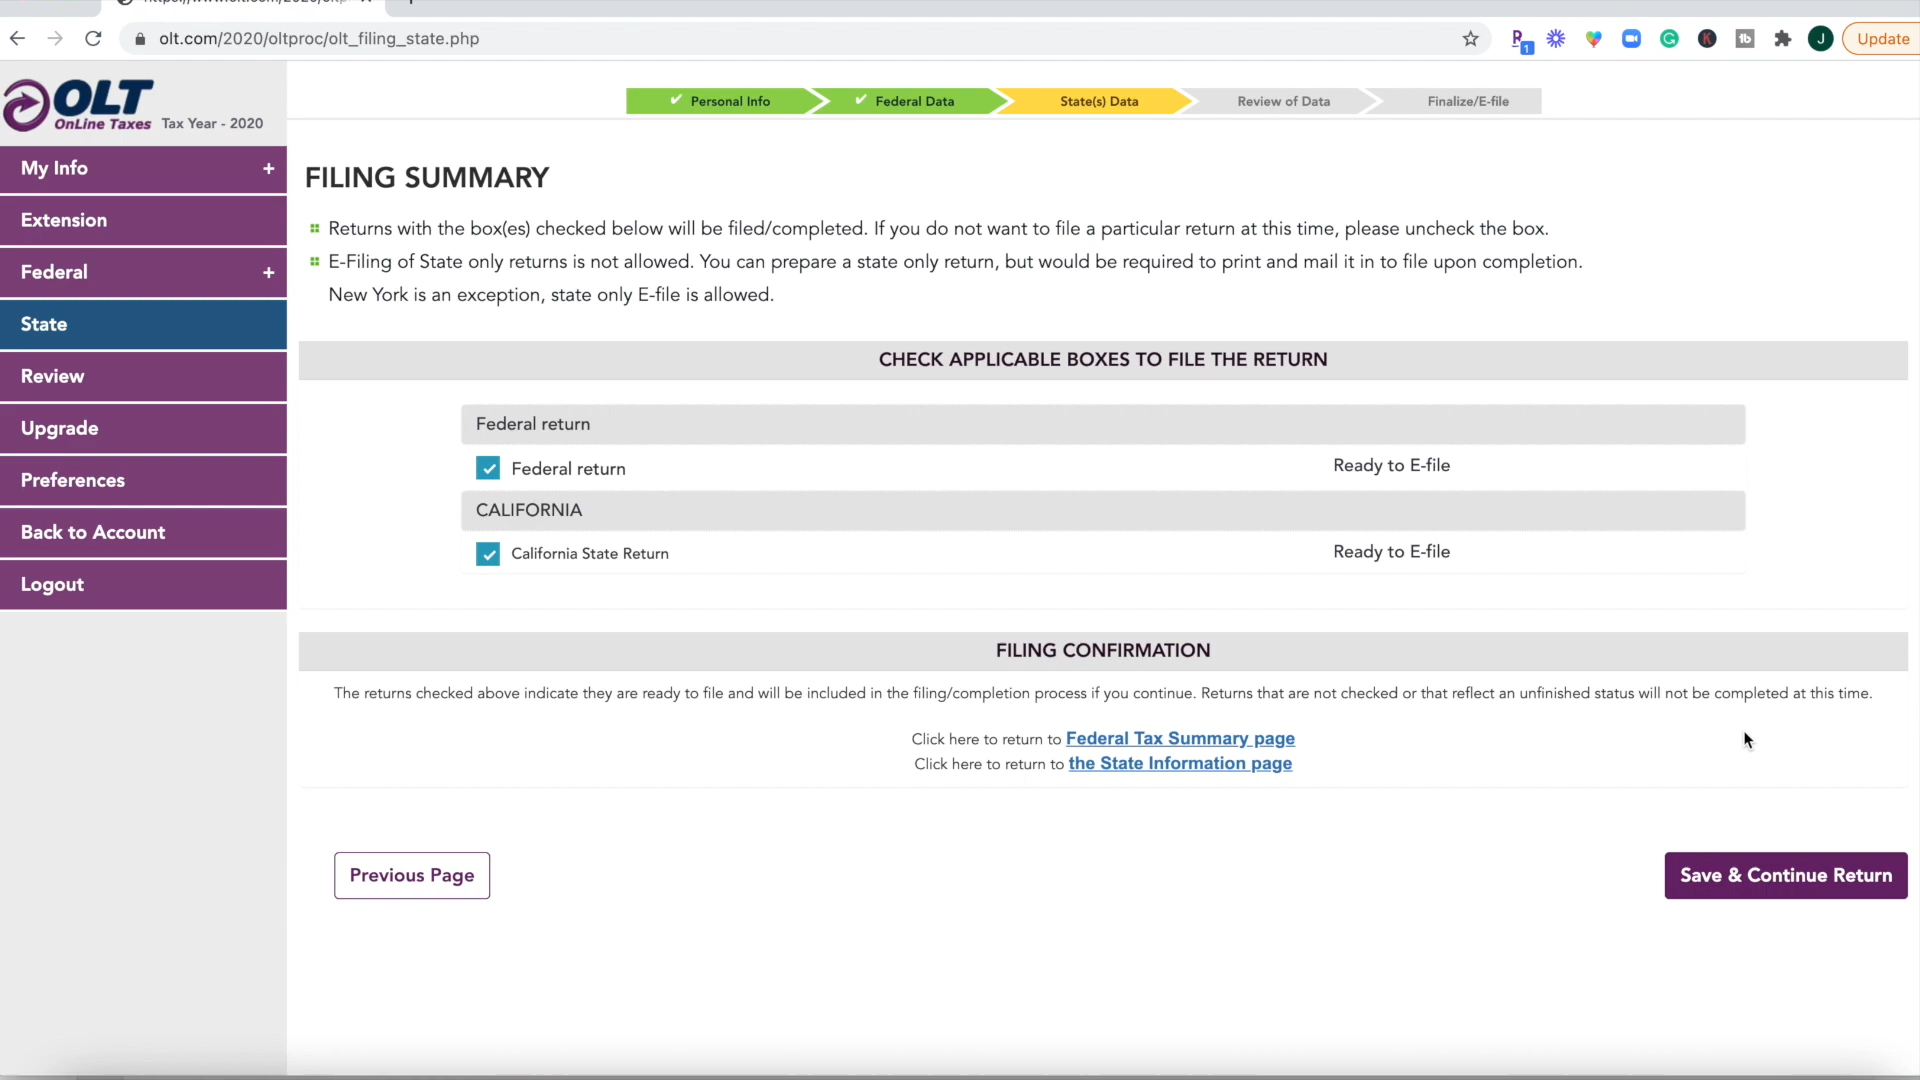 olt.com/2020/oltproc/olt_filing_state.php
1
J
Update
OLT
OnLine Taxes
Tax Year - 2020
Personal Info
Federal Data
State(s) Data
Review of Data
Finalize/E-file
My Info +
Extension
Federal +
State
Review
Upgrade
Preferences
Back to Account
Logout
FILING SUMMARY
Returns with the box(es) checked below will be filed/completed. If you do not want to file a particular return at this time, please uncheck the box.
E-Filing of State only returns is not allowed. You can prepare a state only return, but would be required to print and mail it in to file upon completion.
New York is an exception, state only E-file is allowed.
CHECK APPLICABLE BOXES TO FILE THE RETURN
Federal return
Federal return Ready to E-file
CALIFORNIA
California State Return Ready to E-file
FILING CONFIRMATION
The returns checked above indicate they are ready to file and will be included in the filing/completion process if you continue. Returns that are not checked or that reflect an unfinished status will not be completed at this time.
Click here to return to Federal Tax Summary page
Click here to return to the State Information page
Previous Page
Save & Continue Return